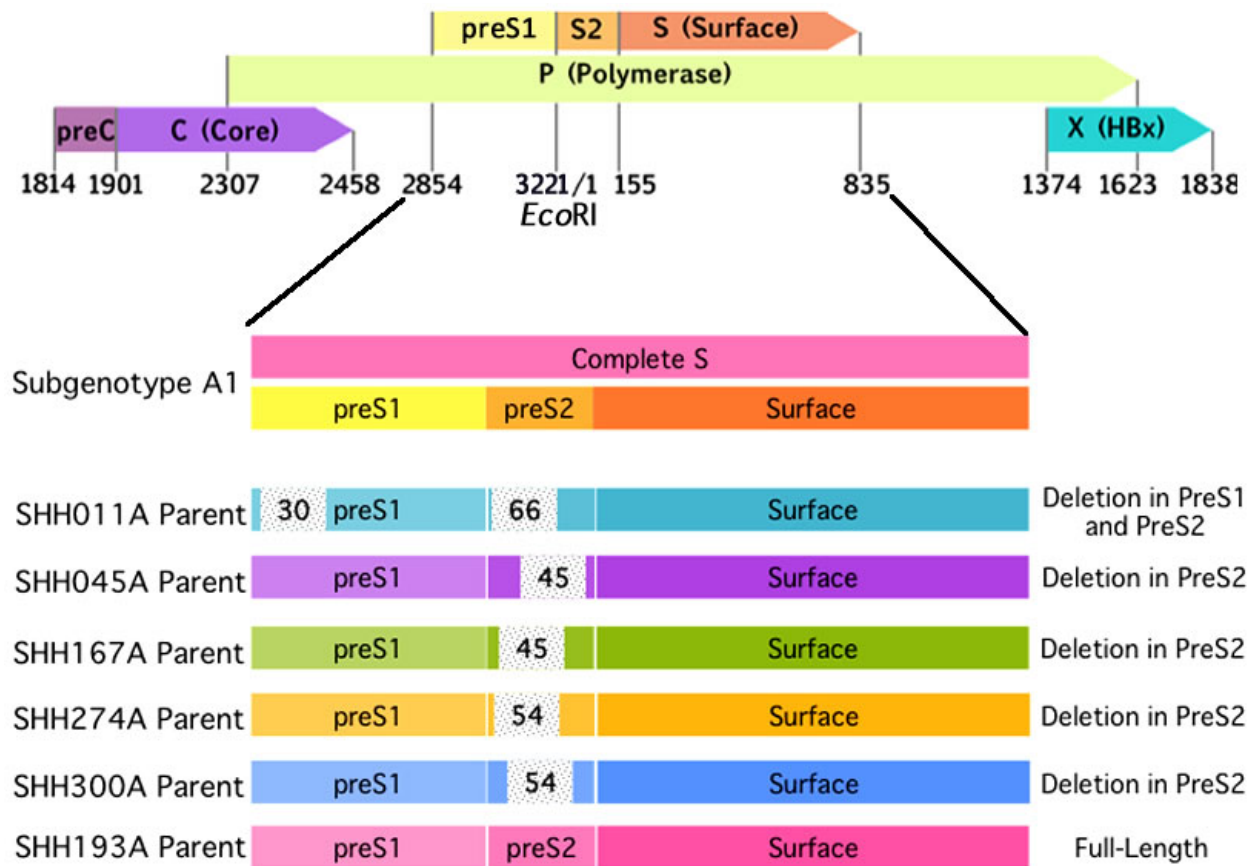 preS1 S2 S (Surface)
P (Polymerase)
preC C (Core) X (HBx)
1814 1901 2307 2458 2854 3221/1 155 835 1374 1623 1838
EcoRI
Complete S
Subgenotype A1
preS1 preS2 Surface
SHH011A Parent 30 preS1 66 Surface Deletion in PreS1
and PreS2
SHH045A Parent preS1 45 Surface Deletion in PreS2
SHH167A Parent preS1 45 Surface Deletion in PreS2
SHH274A Parent preS1 54 Surface Deletion in PreS2
SHH300A Parent preS1 54 Surface Deletion in PreS2
SHH193A Parent preS1 preS2 Surface Full-Length